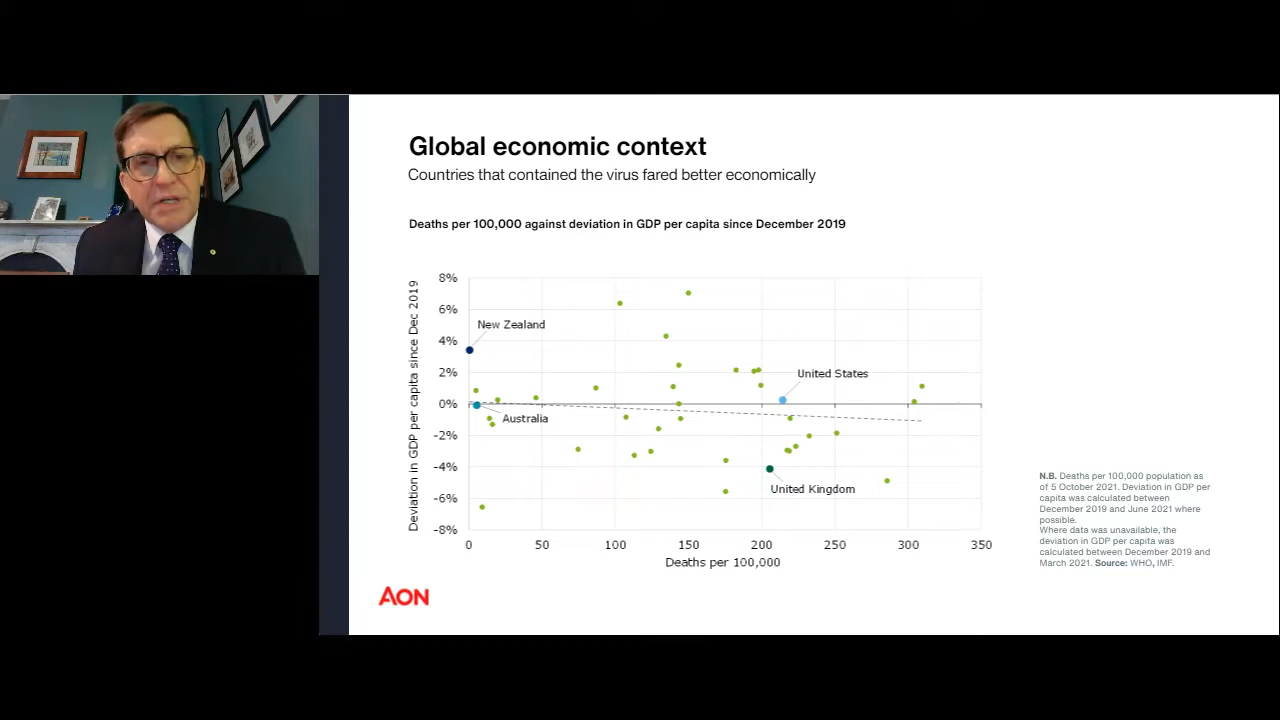 Global economic context
Countries that contained the virus fared better economically
Deaths per 100,000 against deviation in GDP per capita since December 2019
Deviation in GDP per capita since Dec 2019
8%
6%
4%
2%
0%
-2%
-4%
-6%
-8%
New Zealand
Australia
United States
United Kingdom
0 50 100 150 200 250 300 350
Deaths per 100,000
N.B. Deaths per 100,000 population as
of 5 October 2021. Deviation in GDP per
capita was calculated between
December 2019 and June 2021 where
possible.
Where data was unavailable, the
deviation in GDP per capita was
calculated between December 2019 and
March 2021. Source: WHO, IMF.
AON